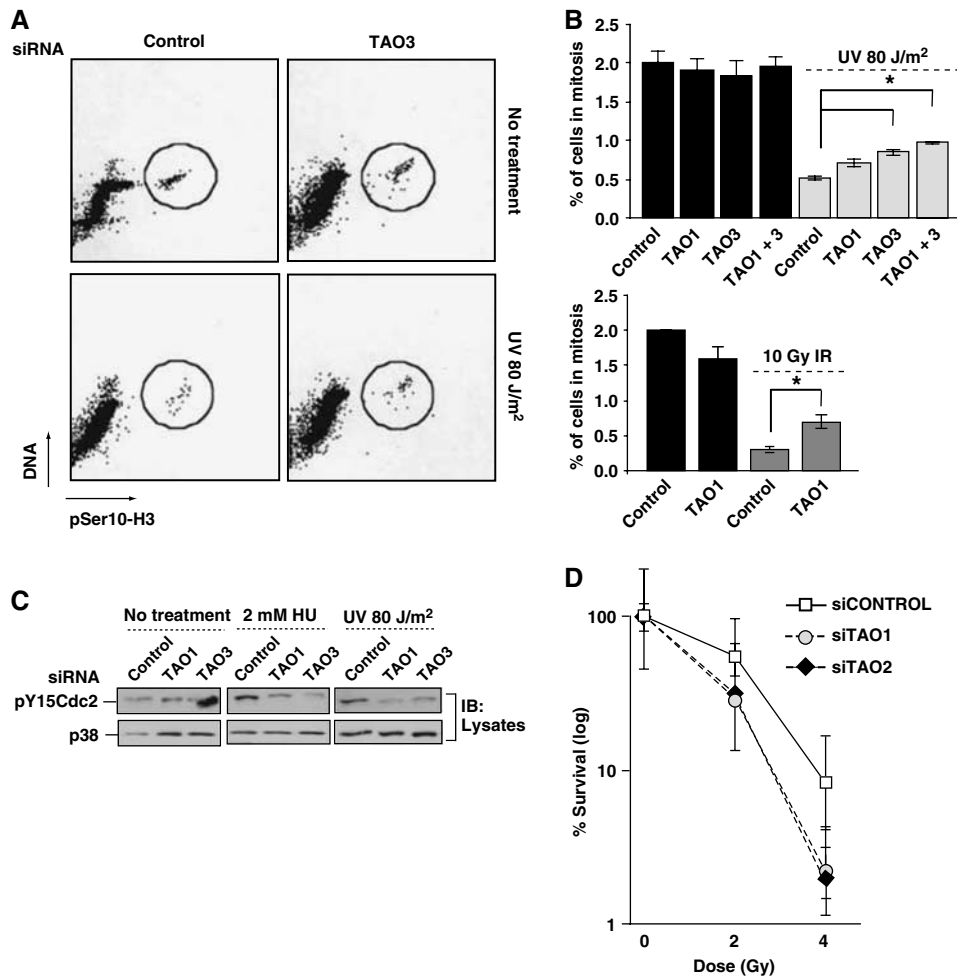 A
siRNA
Control
TAO3
No treatment
UV 80 J/m²
DNA
pSer10-H3
B
% of cells in mitosis
2.5
2.0
1.5
1.0
0.5
0.0
UV 80 J/m²
*
Control
TAO1
TAO3
TAO1 + 3
Control
TAO1
TAO3
TAO1 + 3
% of cells in mitosis
2.5
2.0
1.5
1.0
0.5
0.0
10 Gy IR
*
Control
TAO1
Control
TAO1
C
No treatment
2 mM HU
UV 80 J/m²
siRNA
Control
TAO1
TAO3
Control
TAO1
TAO3
Control
TAO1
TAO3
pY15Cdc2
p38
IB:
Lysates
D
% Survival (log)
100
10
1
0
2
4
Dose (Gy)
siCONTROL
siTAO1
siTAO2